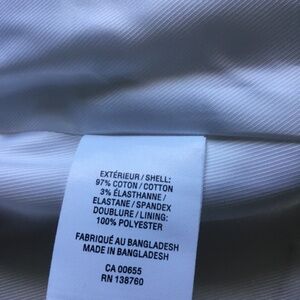 EXTÉRIEUR / SHELL:
97% COTON / COTTON
3% ÉLASTHANNE /
ELASTANE / SPANDEX
DOUBLURE / LINING:
100% POLYESTER
FABRIQUÉ AU BANGLADESH
MADE IN BANGLADESH
CA 00655
RN 138760